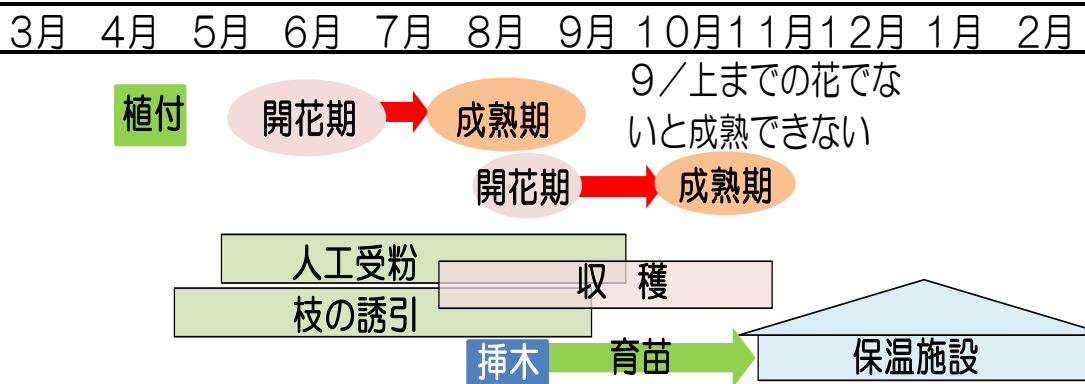 3月 4月 5月 6月 7月 8月 9月 10月 11月 12月 1月 2月
植付
開花期
成熟期
9/上までの花でな
いと成熟できない
開花期
成熟期
人工受粉
収 穫
枝の誘引
挿木
育苗
保温施設